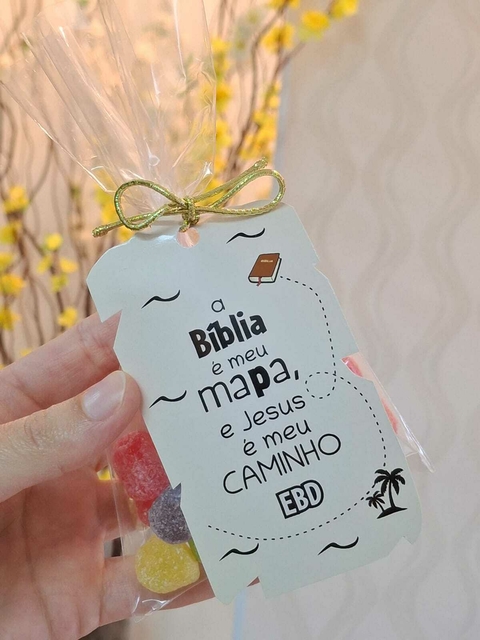 a
Bíblia
é meu
mapa,
e Jesus
é meu
CAMINHO
EBD